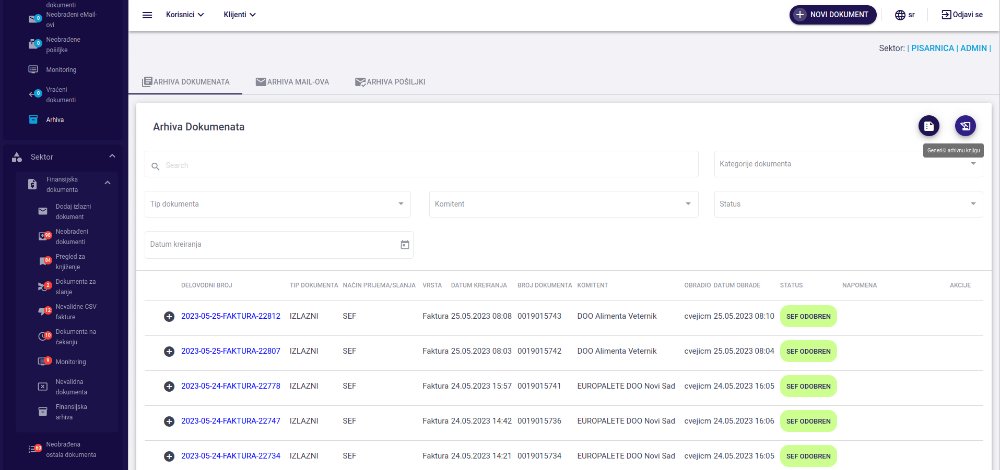 dokumenti
Neobrađeni eMail-
ovi
0
Neobrađene
pošiljke
0
Monitoring
Vraćeni
dokumenti
0
Arhiva
Sektor
Finansijska
dokumenta
Dodaj izlazni
dokument
Neobrađeni
dokumenti
98
Pregled za
knjiženje
84
Dokumenta za
slanje
2
Nevalidne CSV
fakture
12
Dokumenta na
čekanju
10
Monitoring
9
Nevalidna
dokumenta
Finansijska
arhiva
Neobrađena
ostala dokumenta
60
Korisnici Klijenti NOVI DOKUMENT sr Odjavi se
Sektor: | PISARNICA | ADMIN |
ARHIVA DOKUMENATA ARHIVA MAIL-OVA ARHIVA POŠILJKI
Arhiva Dokumenata
Generiši arhivnu knjigu
Search Kategorije dokumenta
Tip dokumenta Komitent Status
Datum kreiranja
DELOVODNI BROJ TIP DOKUMENTA NAČIN PRIJEMA/SLANJA VRSTA DATUM KREIRANJA BROJ DOKUMENTA KOMITENT OBRADIO DATUM OBRADE STATUS NAPOMENA AKCIJE
2023-05-25-FAKTURA-22812 IZLAZNI SEF Faktura 25.05.2023 08:08 0019015743 DOO Alimenta Veternik cvejicm 25.05.2023 08:10 SEF ODOBREN
2023-05-25-FAKTURA-22807 IZLAZNI SEF Faktura 25.05.2023 08:03 0019015742 DOO Alimenta Veternik cvejicm 25.05.2023 08:04 SEF ODOBREN
2023-05-24-FAKTURA-22778 IZLAZNI SEF Faktura 24.05.2023 15:57 0019015741 EUROPALETE DOO Novi Sad cvejicm 24.05.2023 16:05 SEF ODOBREN
2023-05-24-FAKTURA-22747 IZLAZNI SEF Faktura 24.05.2023 14:42 0019015736 EUROPALETE DOO Novi Sad cvejicm 24.05.2023 16:06 SEF ODOBREN
2023-05-24-FAKTURA-22734 IZLAZNI SEF Faktura 24.05.2023 14:21 0019015734 EUROPALETE DOO Novi Sad cvejicm 24.05.2023 16:05 SEF ODOBREN